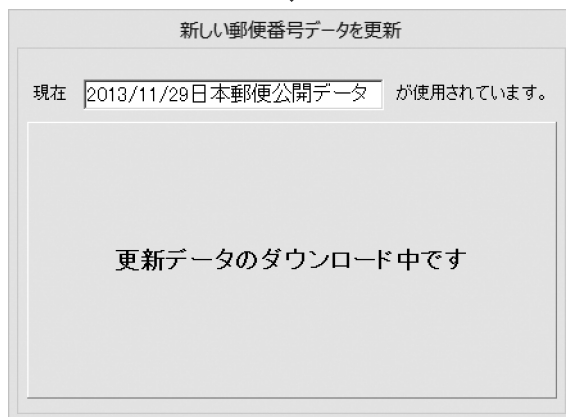 新しい郵便番号データを更新
現在 2013/11/29日本郵便公開データ が使用されています。
更新データのダウンロード中です